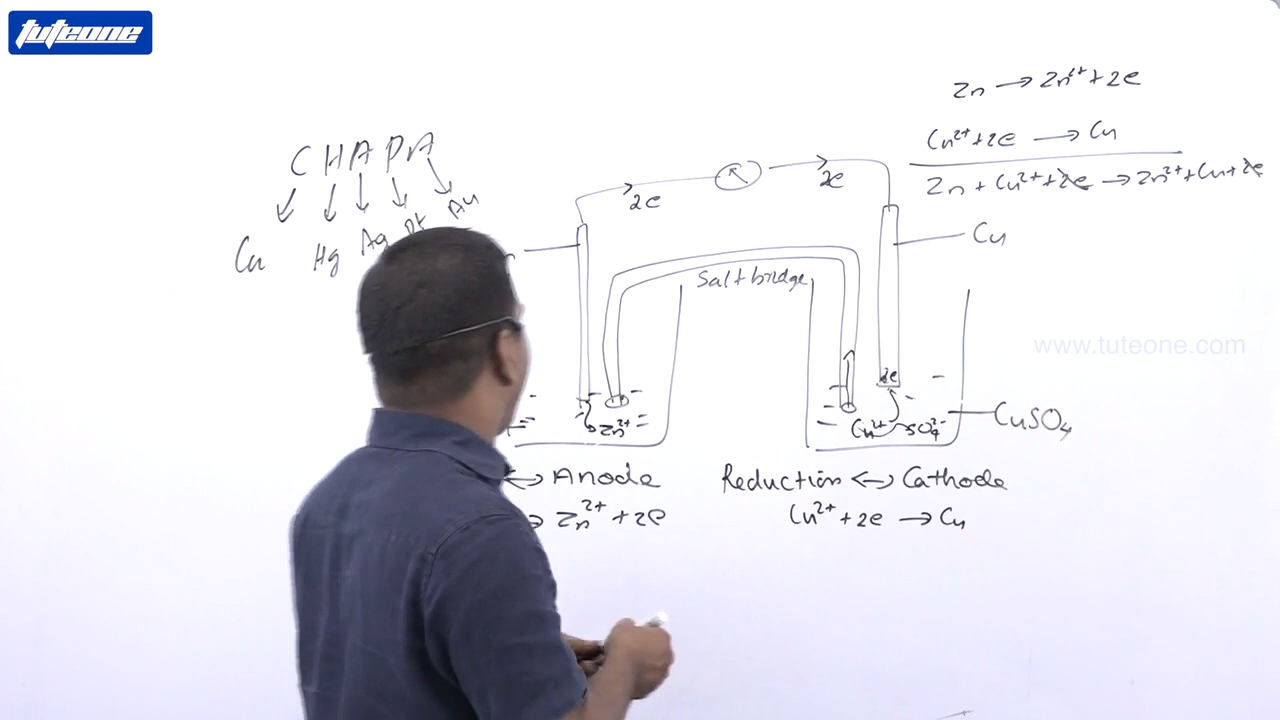 tuteone
Zn → Zn²⁺ + 2e
Cu²⁺ + 2e → Cu
Zn + Cu²⁺ + 2e → Zn²⁺ + Cu + 2e
C H A P A
Cu Hg Ag Pt Au
2e
2e
Cu
Salt bridge
www.tuteone.com
2e
Zn²⁺
Cu²⁺ SO₄²⁻
CuSO₄
↔ Anode
Reduction ↔ Cathode
→ Zn²⁺ + 2e
Cu²⁺ + 2e → Cu